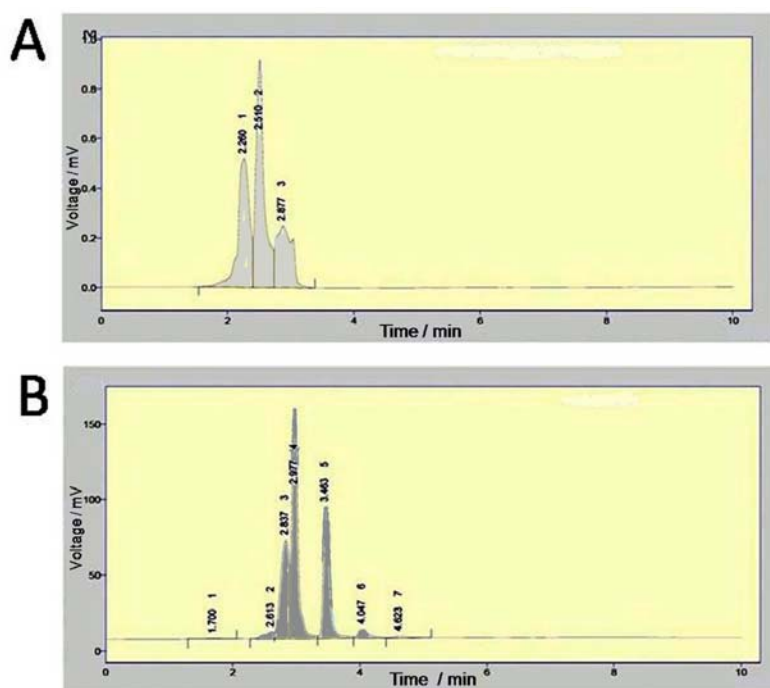 A
Voltage / mV
1.0
0.8
0.6
0.4
0.2
0.0
2.260 1
2.510 2
2.877 3
0 2 4 6 8 10
Time / min
B
Voltage / mV
150
100
50
0
1.700 1
2.613 2
2.837 3
2.977 4
3.463 5
4.047 6
4.623 7
0 2 4 6 8 10
Time / min